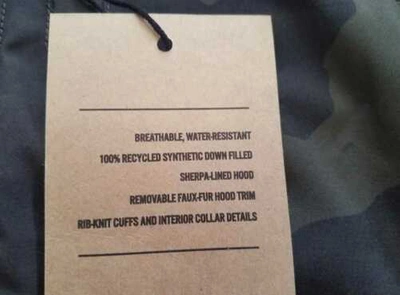 BREATHABLE, WATER-RESISTANT
100% RECYCLED SYNTHETIC DOWN FILLED
SHERPA-LINED HOOD
REMOVABLE FAUX-FUR HOOD TRIM
RIB-KNIT CUFFS AND INTERIOR COLLAR DETAILS